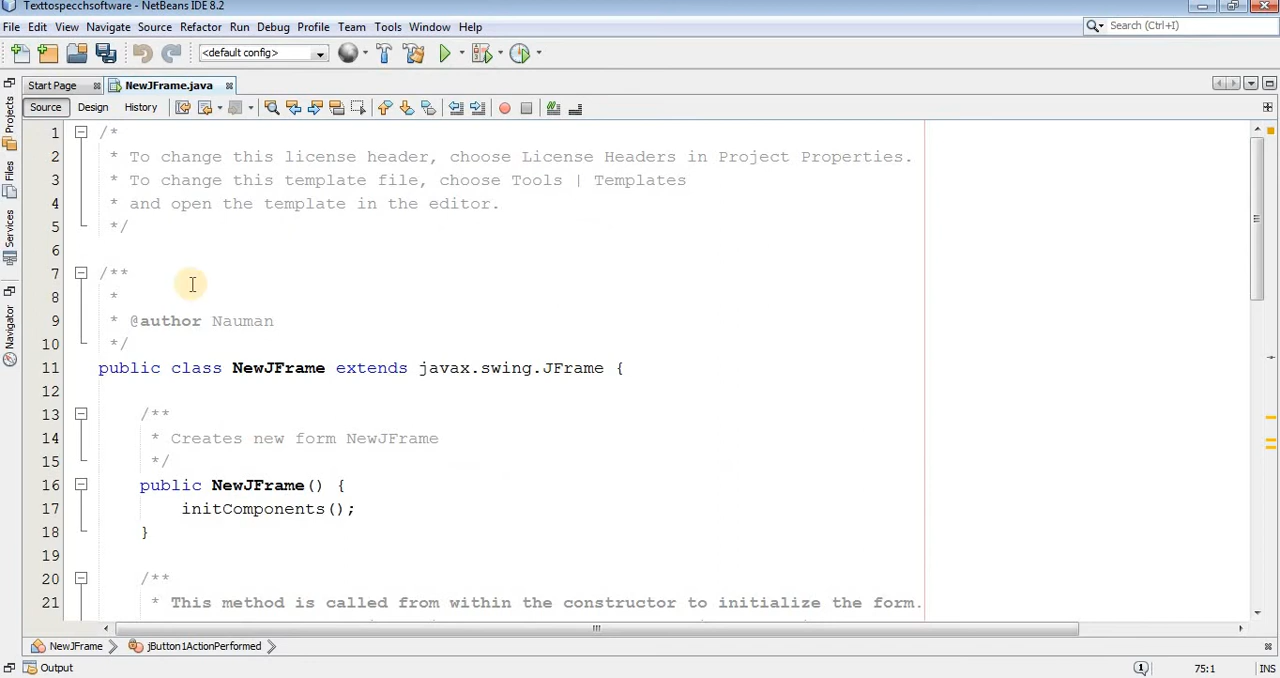 Texttospecchsoftware - NetBeans IDE 8.2
File Edit View Navigate Source Refactor Run Debug Profile Team Tools Window Help
Search (Ctrl+I)
<default config>
Start Page NewJFrame.java
Source Design History
Projects
Files
Services
Navigator
1 /*
2 * To change this license header, choose License Headers in Project Properties.
3 * To change this template file, choose Tools | Templates
4 * and open the template in the editor.
5 */
6
7 /**
8 *
9 * @author Nauman
10 */
11 public class NewJFrame extends javax.swing.JFrame {
12
13 /**
14 * Creates new form NewJFrame
15 */
16 public NewJFrame() {
17 initComponents();
18 }
19
20 /**
21 * This method is called from within the constructor to initialize the form.
NewJFrame jButton1ActionPerformed
Output
75:1 INS